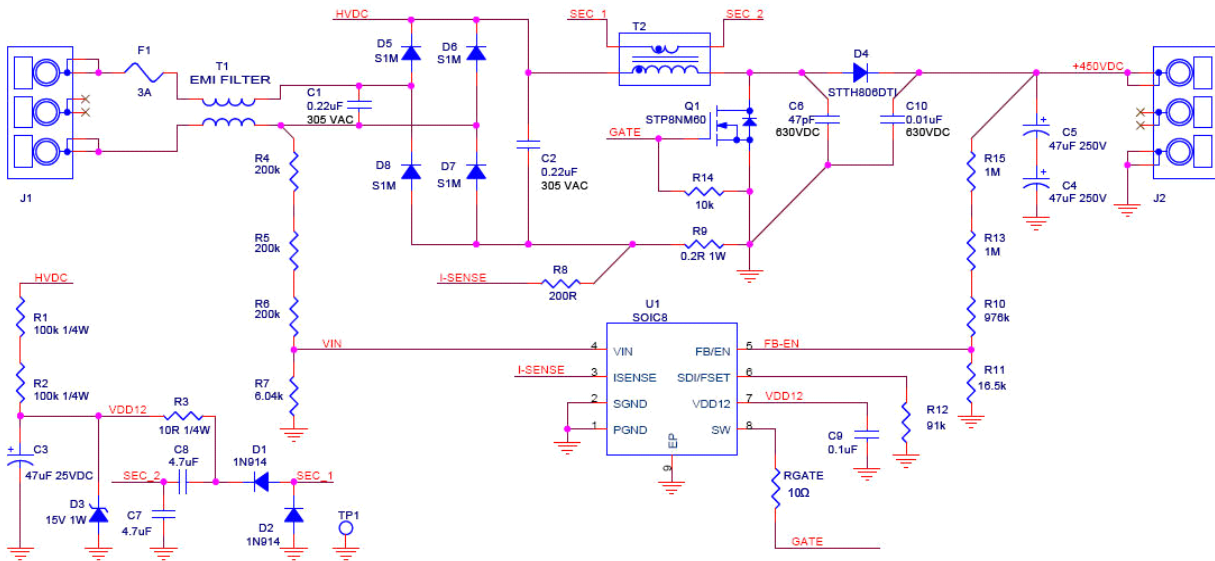 HVDC
SEC_1
SEC_2
T2
F1
3A
T1
EMI FILTER
D5
S1M
D6
S1M
C1
0.22uF
305 VAC
D4
STTH806DTI
+450VDC
Q1
STP8NM60
GATE
C6
47pF
630VDC
C10
0.01uF
630VDC
C5
47uF 250V
C4
47uF 250V
J1
J2
R4
200k
D8
S1M
D7
S1M
C2
0.22uF
305 VAC
R14
10k
R15
1M
R5
200k
R9
0.2R 1W
R13
1M
I-SENSE
R8
200R
HVDC
R1
100k 1/4W
R6
200k
U1
SOIC8
R10
976k
VIN
4
VIN
FB/EN
5
FB-EN
I-SENSE
3
ISENSE
SDI/FSET
6
2
SGND
VDD12
7
VDD12
1
PGND
SW
8
EP
9
R2
100k 1/4W
R7
6.04k
R11
16.5k
R12
91k
VDD12
R3
10R 1/4W
C9
0.1uF
C3
47uF 25VDC
C8
4.7uF
D1
1N914
SEC_2
SEC_1
RGATE
10Ω
D3
15V 1W
C7
4.7uF
D2
1N914
TP1
GATE